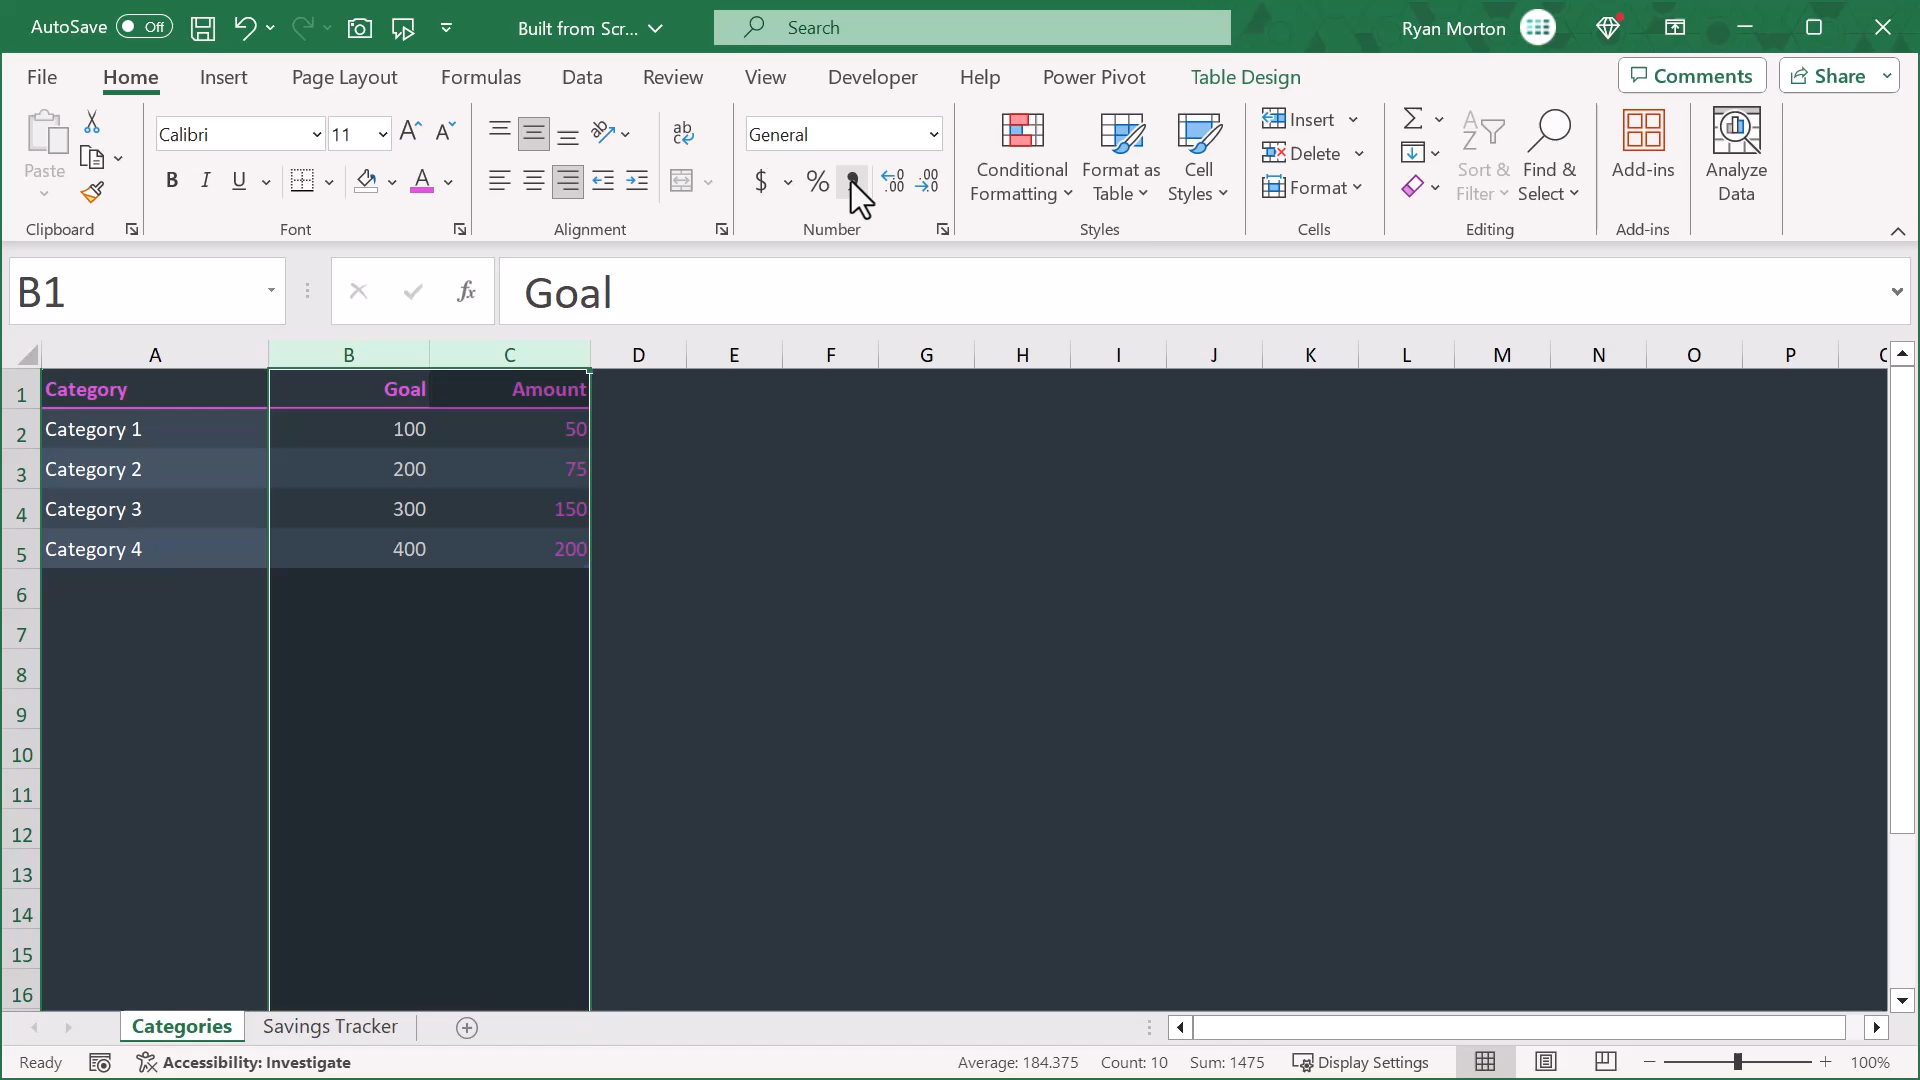 AutoSave Off Built from Scr... Search Ryan Morton
File Home Insert Page Layout Formulas Data Review View Developer Help Power Pivot Table Design Comments Share
Paste Calibri 11 General Conditional Formatting Format as Table Cell Styles Insert Delete Format Sort & Filter Find & Select Add-ins Analyze Data
B I U $ %
Clipboard Font Alignment Number Styles Cells Editing Add-ins
B1 fx Goal
A B C D E F G H I J K L M N O P
1 Category Goal Amount
2 Category 1 100 50
3 Category 2 200 75
4 Category 3 300 150
5 Category 4 400 200
6
7
8
9
10
11
12
13
14
15
16
Categories Savings Tracker
Ready Accessibility: Investigate Average: 184.375 Count: 10 Sum: 1475 Display Settings 100%